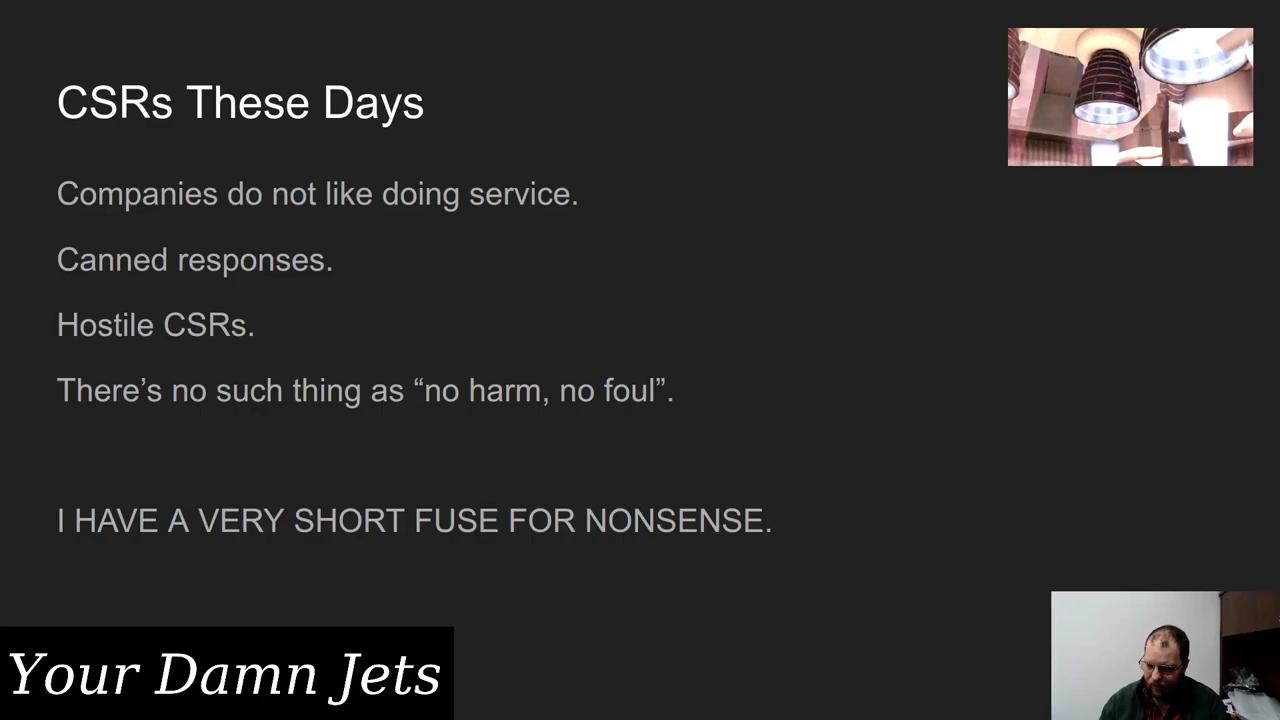 CSRs These Days
Companies do not like doing service.
Canned responses.
Hostile CSRs.
There’s no such thing as “no harm, no foul”.
I HAVE A VERY SHORT FUSE FOR NONSENSE.
Your Damn Jets